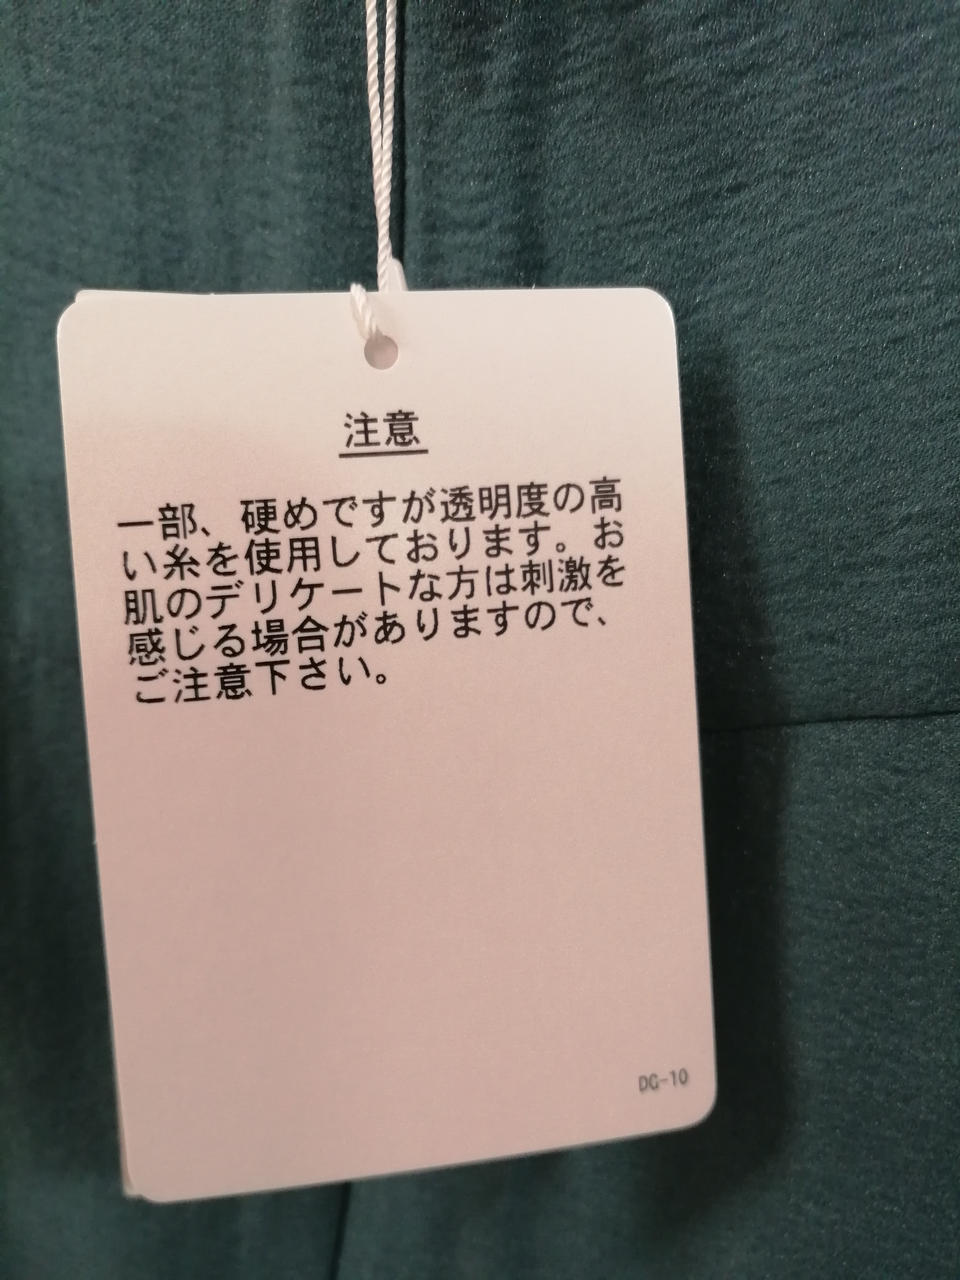 注意
一部、硬めですが透明度の高
い糸を使用しております。お
肌のデリケートな方は刺激を
感じる場合がありますので、
ご注意下さい。
DG-10